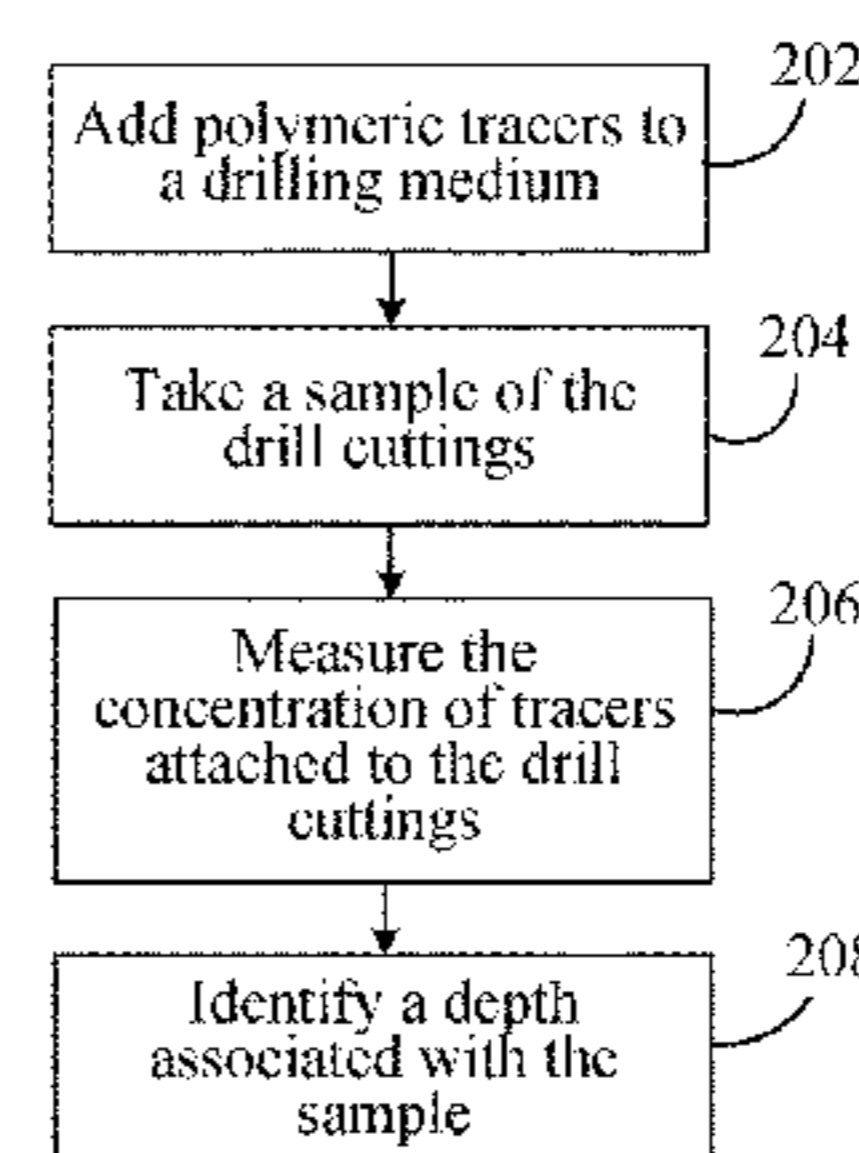 202
Add polymeric tracers to
a drilling medium
204
Take a sample of the
drill cuttings
206
Measure the
concentration of tracers
attached to the drill
cuttings
208
Identify a depth
associated with the
sample